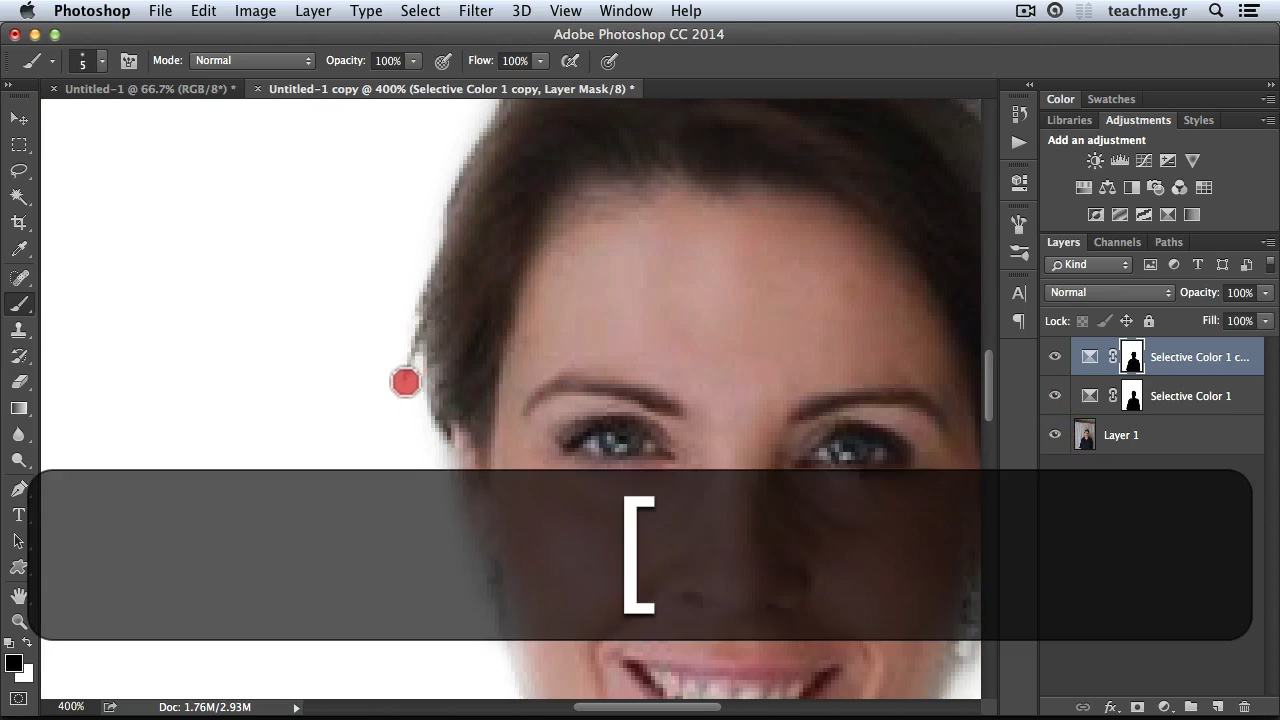 Photoshop File Edit Image Layer Type Select Filter 3D View Window Help teachme.gr
Adobe Photoshop CC 2014
5 Mode: Normal Opacity: 100% Flow: 100%
Untitled-1 @ 66.7% (RGB/8*) * Untitled-1 copy @ 400% (Selective Color 1 copy, Layer Mask/8) *
Color Swatches
Libraries Adjustments Styles
Add an adjustment
Layers Channels Paths
Kind
Normal Opacity: 100%
Lock: Fill: 100%
Selective Color 1 c...
Selective Color 1
Layer 1
[
400% Doc: 1.76M/2.93M